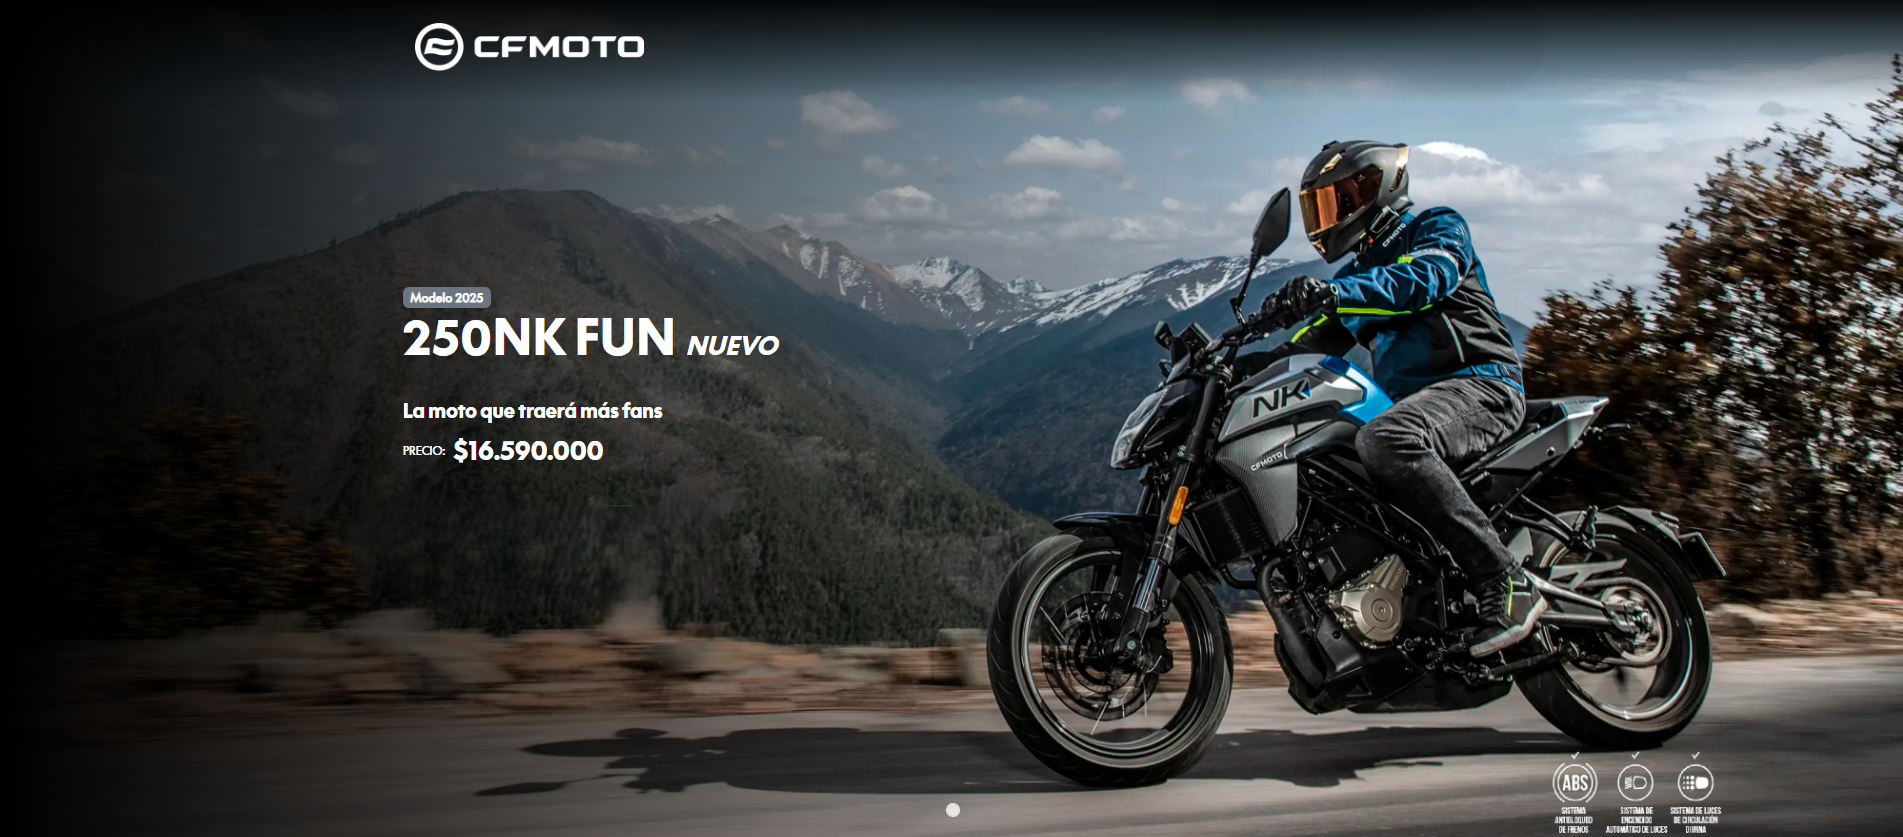 CFMOTO
Modelo 2025
250NK FUN NUEVO
La moto que traerá más fans
PRECIO: $16.590.000
CFMOTO
NK
CFMOTO
ABS
SISTEMA
ANTIBLOQUEO
DE FRENOS
SISTEMA DE
ENCENDIDO
AUTOMÁTICO DE LUCES
SISTEMA DE LUCES
DE CIRCULACIÓN
DIURNA